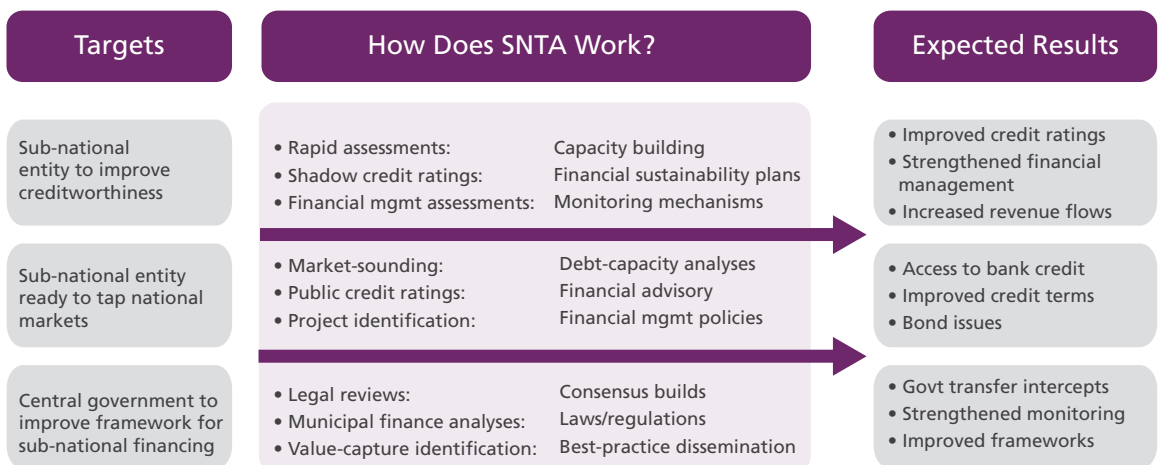 Targets
How Does SNTA Work?
Expected Results
Sub-national
entity to improve
creditworthiness
• Rapid assessments: Capacity building
• Shadow credit ratings: Financial sustainability plans
• Financial mgmt assessments: Monitoring mechanisms
• Improved credit ratings
• Strengthened financial
management
• Increased revenue flows
Sub-national entity
ready to tap national
markets
• Market-sounding: Debt-capacity analyses
• Public credit ratings: Financial advisory
• Project identification: Financial mgmt policies
• Access to bank credit
• Improved credit terms
• Bond issues
Central government to
improve framework for
sub-national financing
• Legal reviews: Consensus builds
• Municipal finance analyses: Laws/regulations
• Value-capture identification: Best-practice dissemination
• Govt transfer intercepts
• Strengthened monitoring
• Improved frameworks